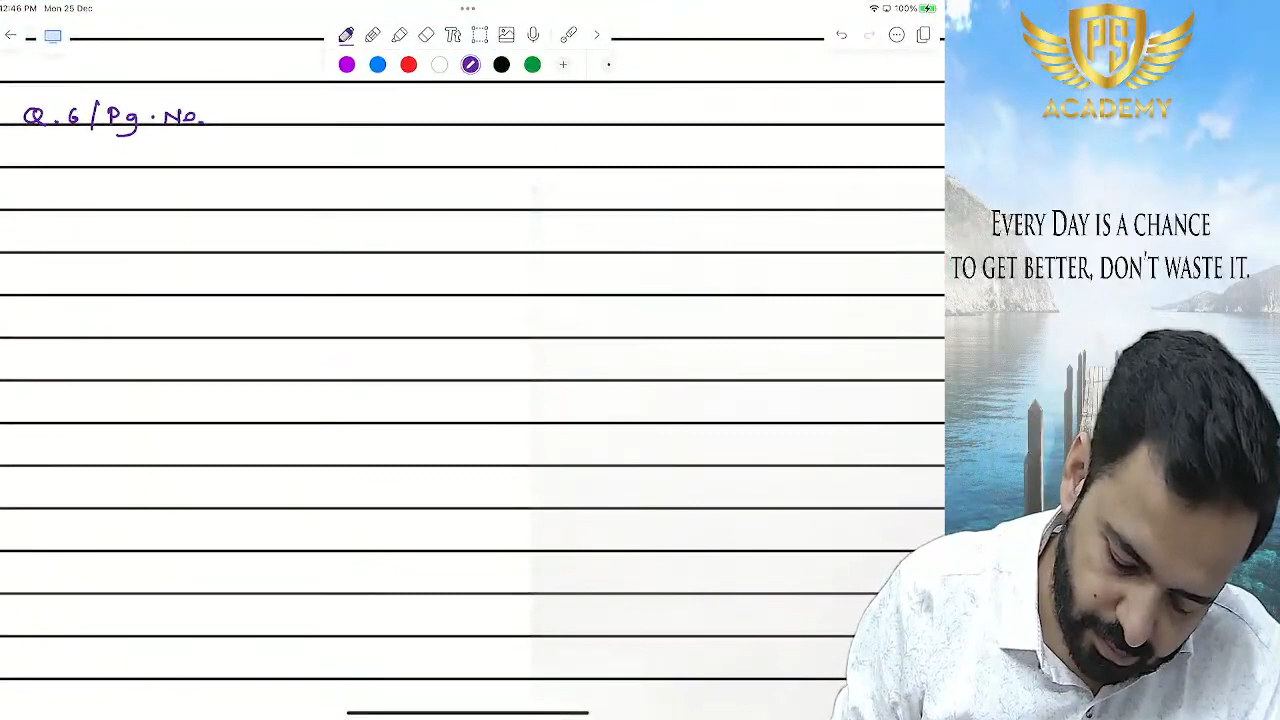 12:46 PM Mon 25 Dec
100%
Q.6/Pg.No.
PS
ACADEMY
EVERY DAY IS A CHANCE
TO GET BETTER, DON'T WASTE IT.